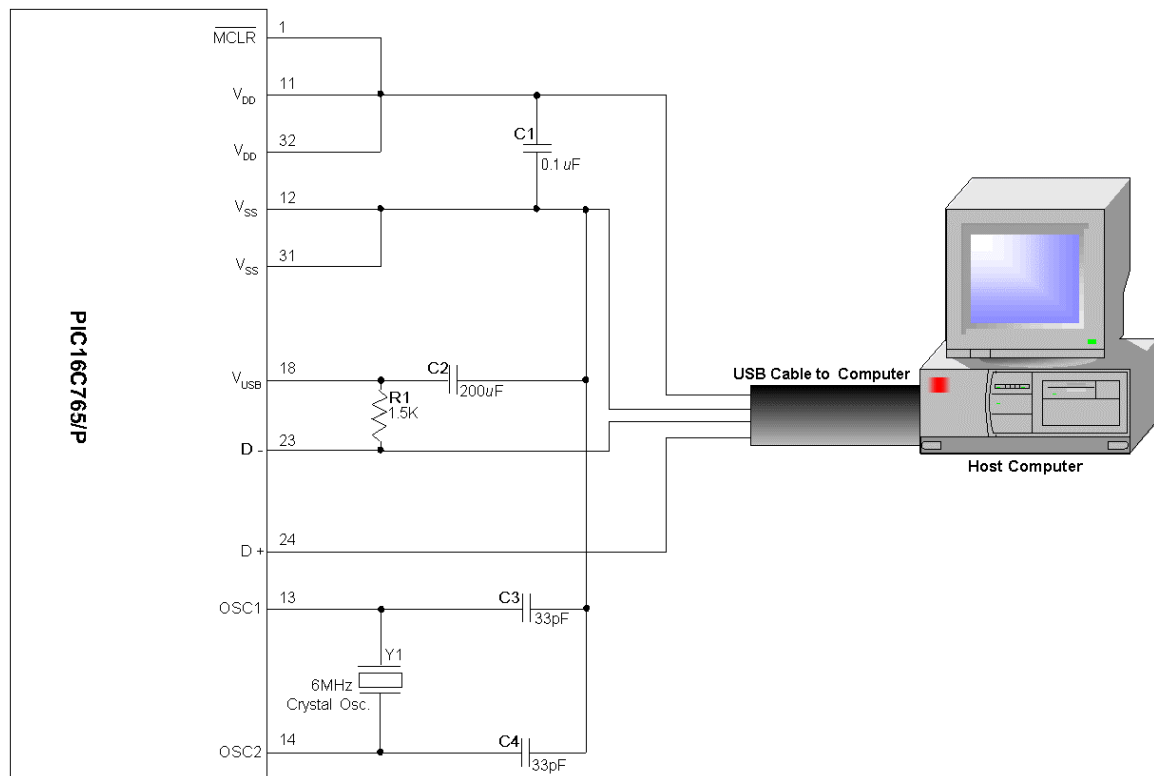 MCLR 1
VDD 11
C1
VDD 32
0.1 uF
VSS 12
VSS 31
PIC16C765/P
VUSB 18
C2
200uF
R1
1.5K
USB Cable to Computer
D - 23
Host Computer
D + 24
OSC1 13
C3
33pF
Y1
6MHz
Crystal Osc.
OSC2 14
C4
33pF